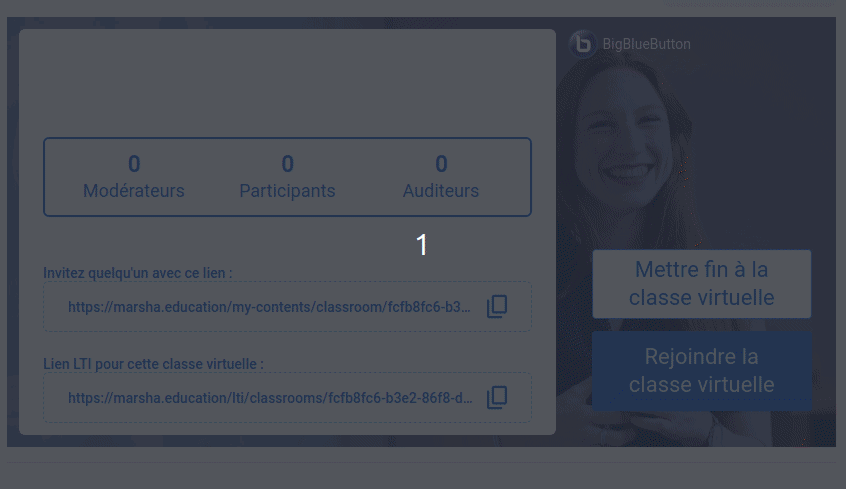 BigBlueButton
0
Modérateurs
0
Participants
0
Auditeurs
1
Invitez quelqu'un avec ce lien :
https://marsha.education/my-contents/classroom/fcfb8fc6-b3...
Lien LTI pour cette classe virtuelle :
https://marsha.education/lti/classrooms/fcfb8fc6-b3e2-86f8-d...
Mettre fin à la
classe virtuelle
Rejoindre la
classe virtuelle